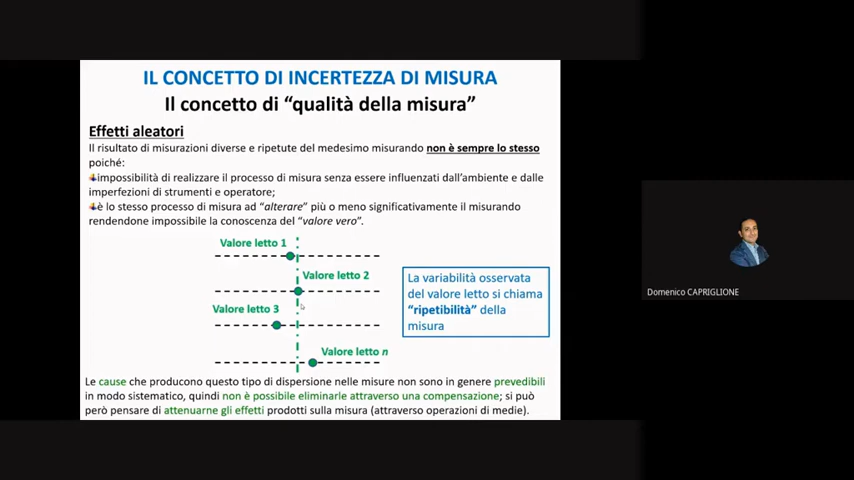 IL CONCETTO DI INCERTEZZA DI MISURA
Il concetto di “qualità della misura”
Effetti aleatori
Il risultato di misurazioni diverse e ripetute del medesimo misurando non è sempre lo stesso
poiché:
impossibilità di realizzare il processo di misura senza essere influenzati dall’ambiente e dalle
imperfezioni di strumenti e operatore;
è lo stesso processo di misura ad “alterare” più o meno significativamente il misurando
rendendone impossibile la conoscenza del “valore vero”.
Valore letto 1
Valore letto 2
Valore letto 3
Valore letto n
La variabilità osservata
del valore letto si chiama
“ripetibilità” della
misura
Le cause che producono questo tipo di dispersione nelle misure non sono in genere prevedibili
in modo sistematico, quindi non è possibile eliminarle attraverso una compensazione; si può
però pensare di attenuarne gli effetti prodotti sulla misura (attraverso operazioni di medie).
Domenico CAPRIGLIONE